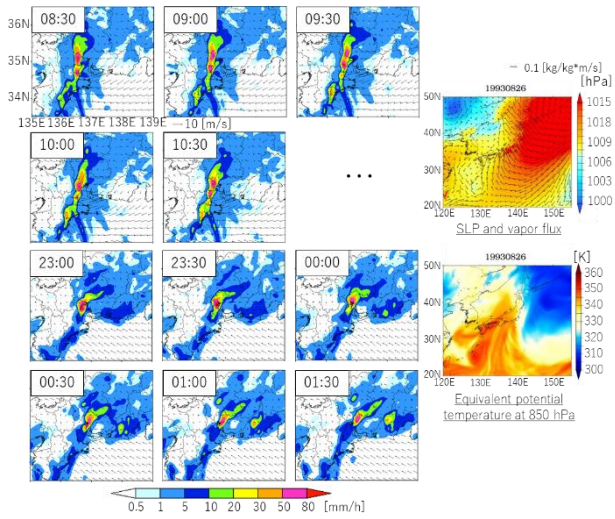 36N
35N
34N
08:30
09:00
09:30
135E 136E 137E 138E 139E
10 [m/s]
10:00
10:30
...
23:00
23:30
00:00
00:30
01:00
01:30
0.5 1 5 10 20 30 50 80 [mm/h]
0.1 [kg/kg*m/s]
[hPa]
19930826
50N
40N
30N
20N
120E 130E 140E 150E
1015
1012
1009
1006
1003
1000
SLP and vapor flux
[K]
19930826
50N
40N
30N
20N
120E 130E 140E 150E
360
350
340
330
320
310
300
Equivalent potential
temperature at 850 hPa